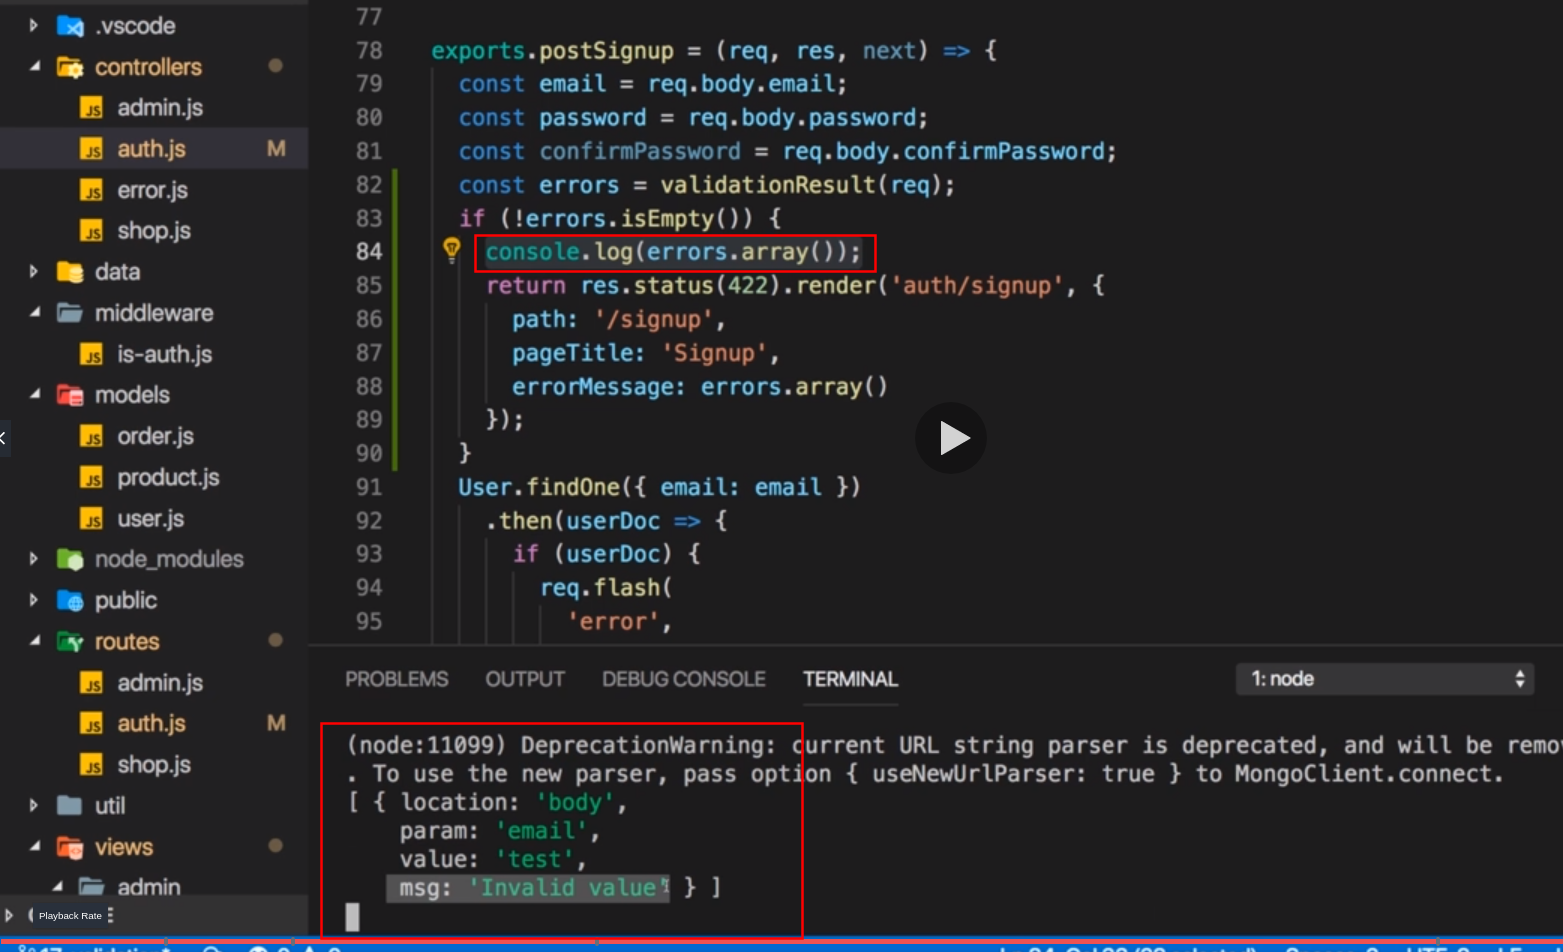 .vscode
controllers
admin.js
auth.js M
error.js
shop.js
data
middleware
is-auth.js
models
order.js
product.js
user.js
node_modules
public
routes
admin.js
auth.js M
shop.js
util
views
admin
Playback Rate
77
78 exports.postSignup = (req, res, next) => {
79 const email = req.body.email;
80 const password = req.body.password;
81 const confirmPassword = req.body.confirmPassword;
82 const errors = validationResult(req);
83 if (!errors.isEmpty()) {
84 console.log(errors.array());
85 return res.status(422).render('auth/signup', {
86 path: '/signup',
87 pageTitle: 'Signup',
88 errorMessage: errors.array()
89 });
90 }
91 User.findOne({ email: email })
92 .then(userDoc => {
93 if (userDoc) {
94 req.flash(
95 'error',
PROBLEMS OUTPUT DEBUG CONSOLE TERMINAL 1: node
(node:11099) DeprecationWarning: current URL string parser is deprecated, and will be remo
. To use the new parser, pass option { useNewUrlParser: true } to MongoClient.connect.
[ { location: 'body',
param: 'email',
value: 'test',
msg: 'Invalid value' } ]